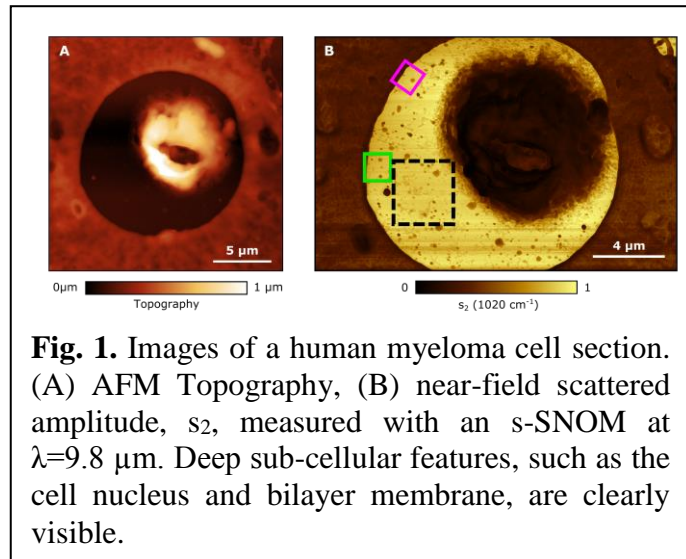 A
B
5 µm
4 µm
0µm
1 µm
Topography
0
1
s₂ (1020 cm⁻¹)
Fig. 1. Images of a human myeloma cell section.
(A) AFM Topography, (B) near-field scattered
amplitude, s₂, measured with an s-SNOM at
λ=9.8 µm. Deep sub-cellular features, such as the
cell nucleus and bilayer membrane, are clearly
visible.